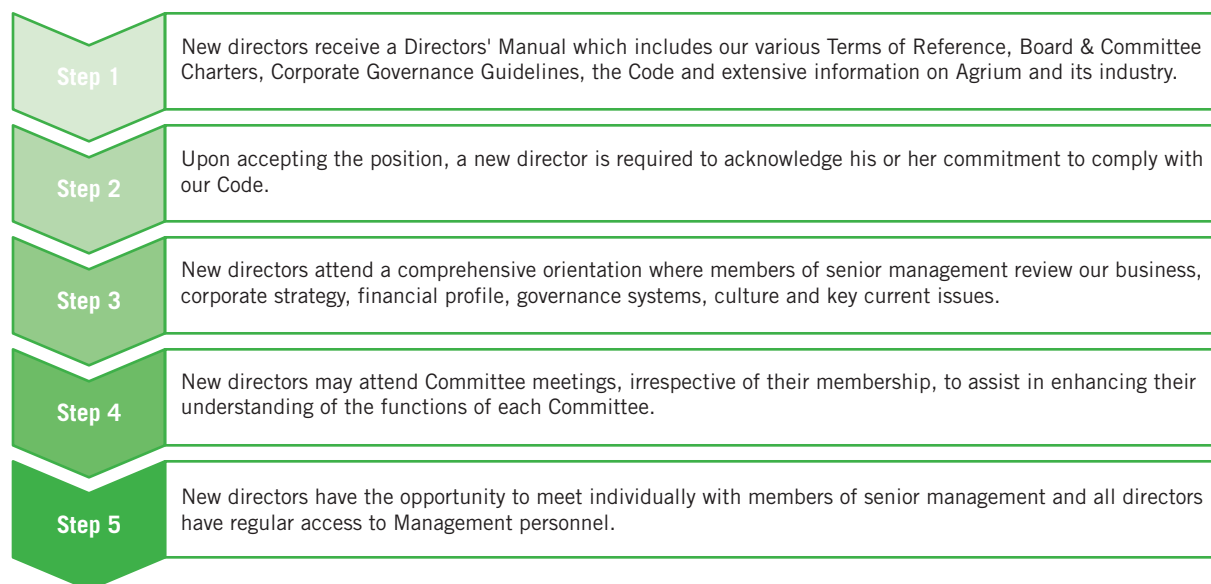 Step 1
New directors receive a Directors' Manual which includes our various Terms of Reference, Board & Committee
Charters, Corporate Governance Guidelines, the Code and extensive information on Agrium and its industry.
Step 2
Upon accepting the position, a new director is required to acknowledge his or her commitment to comply with
our Code.
Step 3
New directors attend a comprehensive orientation where members of senior management review our business,
corporate strategy, financial profile, governance systems, culture and key current issues.
Step 4
New directors may attend Committee meetings, irrespective of their membership, to assist in enhancing their
understanding of the functions of each Committee.
Step 5
New directors have the opportunity to meet individually with members of senior management and all directors
have regular access to Management personnel.